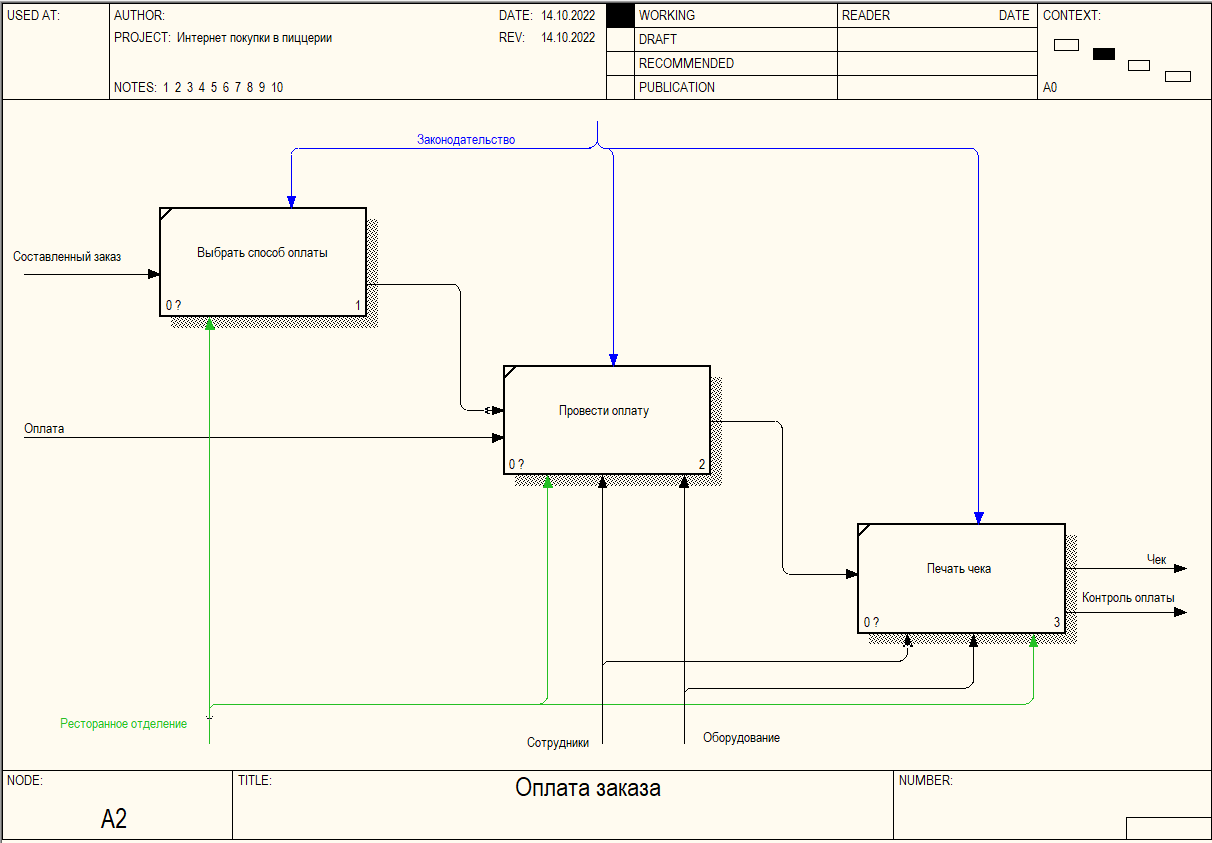 USED AT:
AUTHOR:
DATE: 14.10.2022
PROJECT: Интернет покупки в пиццерии
REV: 14.10.2022
NOTES: 1 2 3 4 5 6 7 8 9 10
WORKING
DRAFT
RECOMMENDED
PUBLICATION
READER
DATE
CONTEXT:
A0
Законодательство
Составленный заказ
Выбрать способ оплаты
0 ?
1
Оплата
Провести оплату
0 ?
2
Печать чека
0 ?
3
Чек
Контроль оплаты
Ресторанное отделение
Сотрудники
Оборудование
NODE:
A2
TITLE:
Оплата заказа
NUMBER: